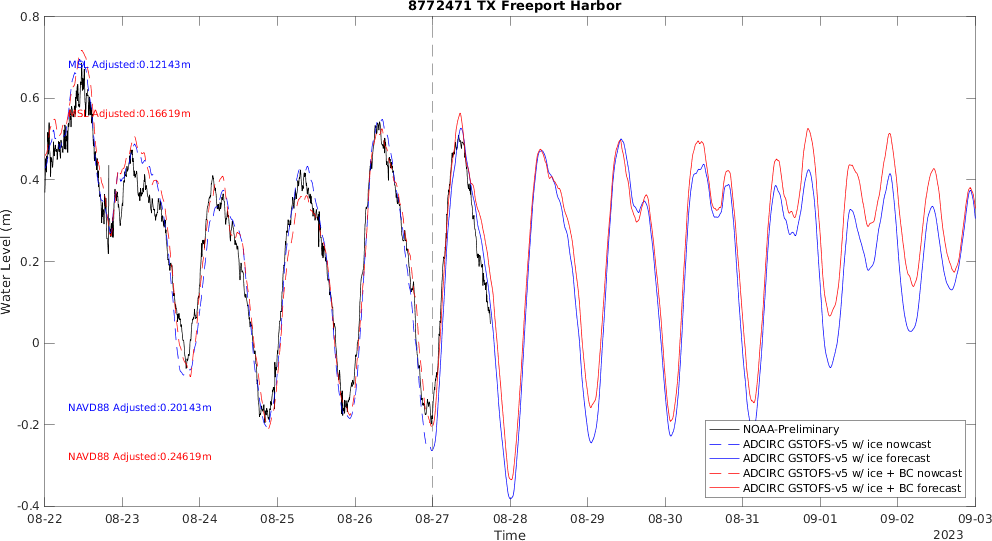 8772471 TX Freeport Harbor
0.8
0.6
0.4
0.2
0
-0.2
-0.4
Water Level (m)
MSL Adjusted:0.12143m
MSL Adjusted:0.16619m
NAVD88 Adjusted:0.20143m
NAVD88 Adjusted:0.24619m
NOAA-Preliminary
ADCIRC GSTOFS-v5 w/ ice nowcast
ADCIRC GSTOFS-v5 w/ ice forecast
ADCIRC GSTOFS-v5 w/ ice + BC nowcast
ADCIRC GSTOFS-v5 w/ ice + BC forecast
08-22 08-23 08-24 08-25 08-26 08-27 08-28 08-29 08-30 08-31 09-01 09-02 09-03
Time
2023